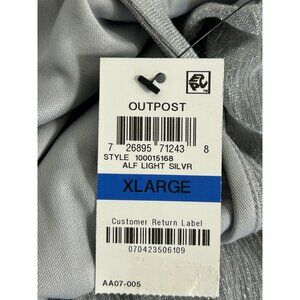 OUTPOST
7 26895 71243 8
STYLE 100015168
ALF LIGHT SILVR
XLARGE
Customer Return Label
070423506109
AA07-005